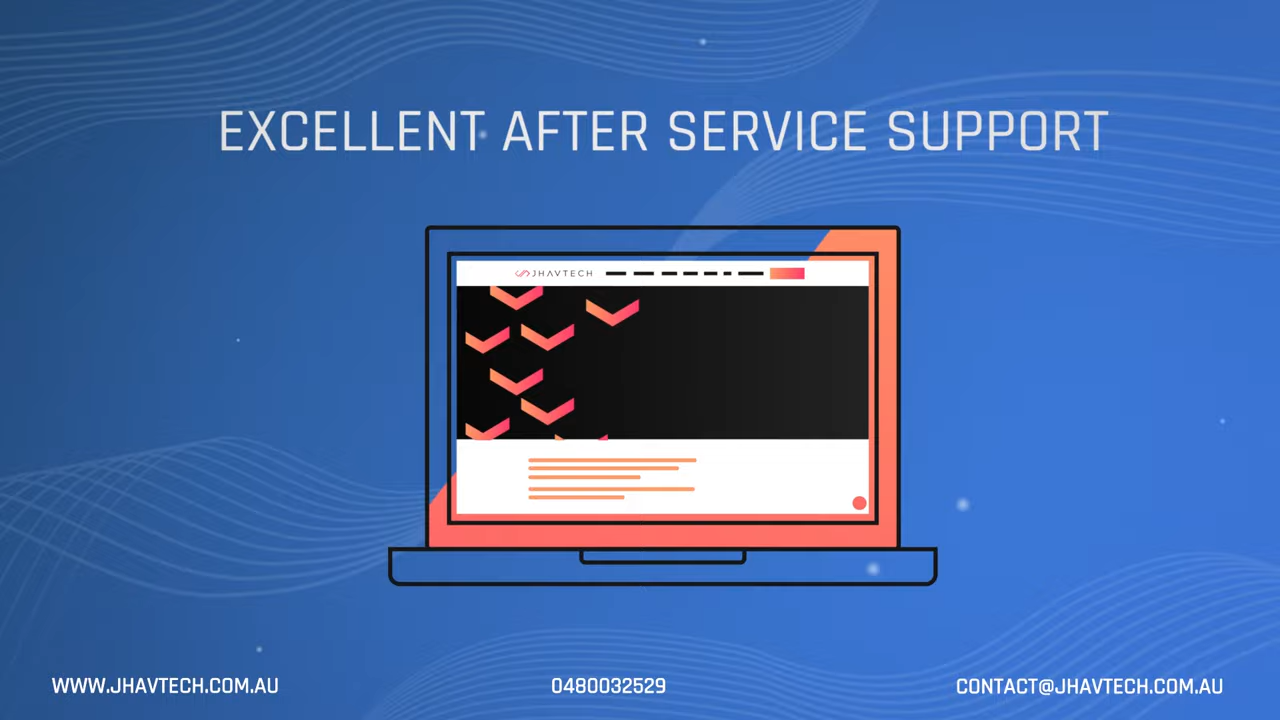 EXCELLENT AFTER SERVICE SUPPORT
JHAVTECH
WWW.JHAVTECH.COM.AU
0480032529
CONTACT@JHAVTECH.COM.AU